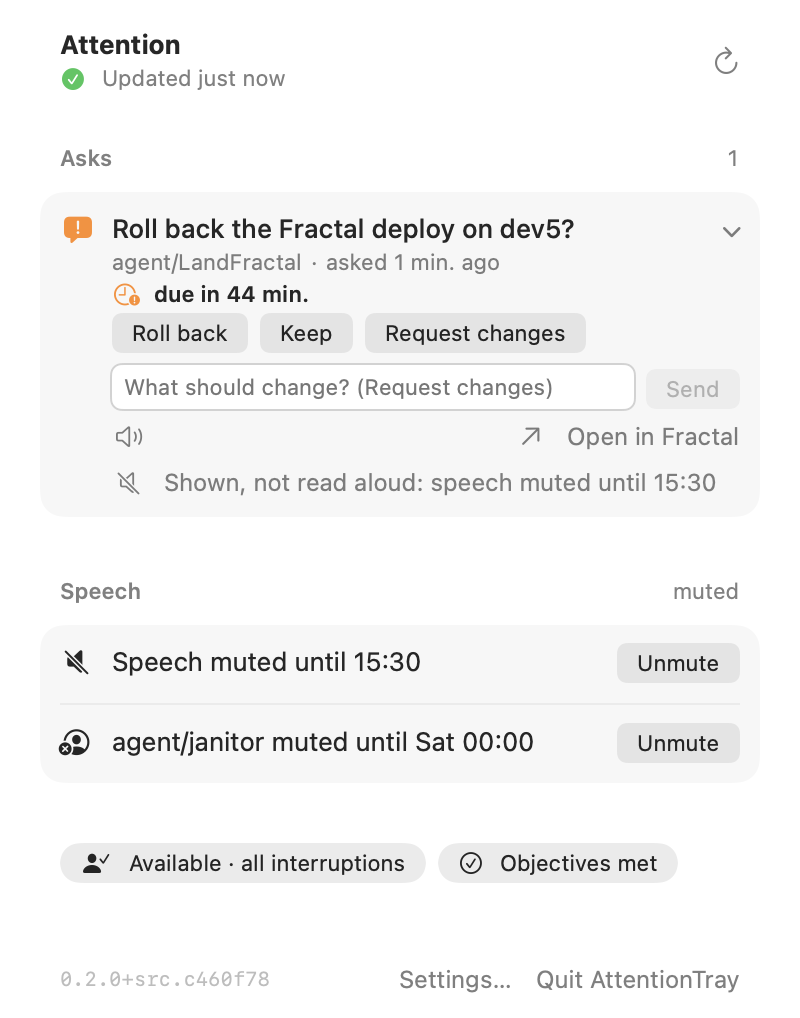 Attention
Updated just now
Asks 1
Roll back the Fractal deploy on dev5?
agent/LandFractal · asked 1 min. ago
due in 44 min.
Roll back Keep Request changes
What should change? (Request changes) Send
Open in Fractal
Shown, not read aloud: speech muted until 15:30
Speech muted
Speech muted until 15:30 Unmute
agent/janitor muted until Sat 00:00 Unmute
Available · all interruptions Objectives met
0.2.0+src.c460f78 Settings... Quit AttentionTray